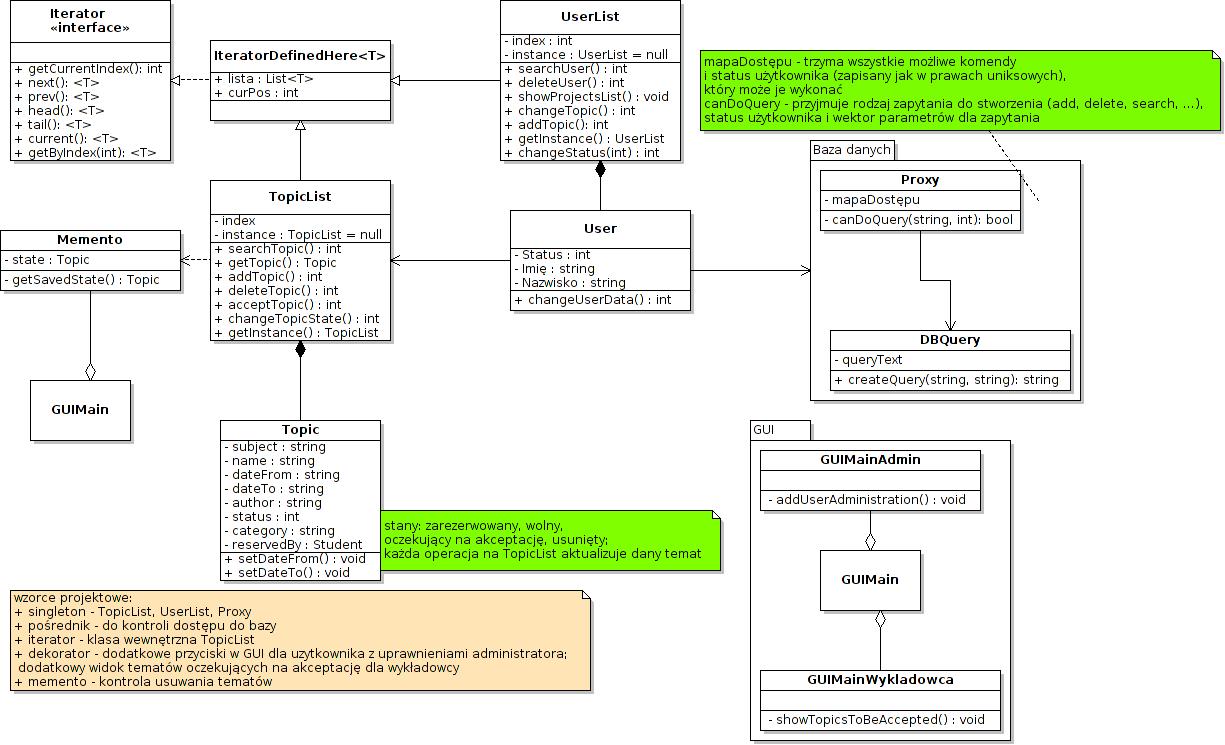 Iterator
«interface»
+ getCurrentIndex(): int
+ next(): <T>
+ prev(): <T>
+ head(): <T>
+ tail(): <T>
+ current(): <T>
+ getByIndex(int): <T>
IteratorDefinedHere<T>
+ lista : List<T>
+ curPos : int
UserList
- index : int
- instance : UserList = null
+ searchUser() : int
+ deleteUser() : int
+ showProjectsList() : void
+ changeTopic() : int
+ addTopic(): int
+ getInstance() : UserList
+ changeStatus(int) : int
mapaDostępu - trzyma wszystkie możliwe komendy
i status użytkownika (zapisany jak w prawach uniksowych),
który może je wykonać
canDoQuery - przyjmuje rodzaj zapytania do stworzenia (add, delete, search, ...),
status użytkownika i wektor parametrów dla zapytania
Baza danych
Proxy
- mapaDostępu
- canDoQuery(string, int): bool
DBQuery
- queryText
+ createQuery(string, string): string
TopicList
- index
- instance : TopicList = null
+ searchTopic() : int
+ getTopic() : Topic
+ addTopic() : int
+ deleteTopic() : int
+ acceptTopic() : int
+ changeTopicState() : int
+ getInstance() : TopicList
User
- Status : int
- Imię : string
- Nazwisko : string
+ changeUserData() : int
Memento
- state : Topic
- getSavedState() : Topic
GUIMain
Topic
- subject : string
- name : string
- dateFrom : string
- dateTo : string
- author : string
- status : int
- category : string
- reservedBy : Student
+ setDateFrom() : void
+ setDateTo() : void
stany: zarezerwowany, wolny,
oczekujący na akceptację, usunięty;
każda operacja na TopicList aktualizuje dany temat
GUI
GUIMainAdmin
- addUserAdministration() : void
GUIMain
GUIMainWykladowca
- showTopicsToBeAccepted() : void
wzorce projektowe:
+ singleton - TopicList, UserList, Proxy
+ pośrednik - do kontroli dostępu do bazy
+ iterator - klasa wewnętrzna TopicList
+ dekorator - dodatkowe przyciski w GUI dla uzytkownika z uprawnieniami administratora;
dodatkowy widok tematów oczekujących na akceptację dla wykładowcy
+ memento - kontrola usuwania tematów